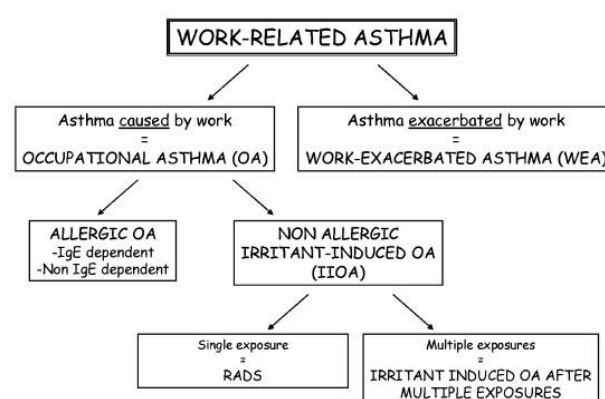 WORK-RELATED ASTHMA
Asthma caused by work
=
OCCUPATIONAL ASTHMA (OA)
Asthma exacerbated by work
=
WORK-EXACERBATED ASTHMA (WEA)
ALLERGIC OA
-IgE dependent
-Non IgE dependent
NON ALLERGIC
IRRITANT-INDUCED OA
(IIOA)
Single exposure
=
RADS
Multiple exposures
=
IRRITANT INDUCED OA AFTER
MULTIPLE EXPOSURES